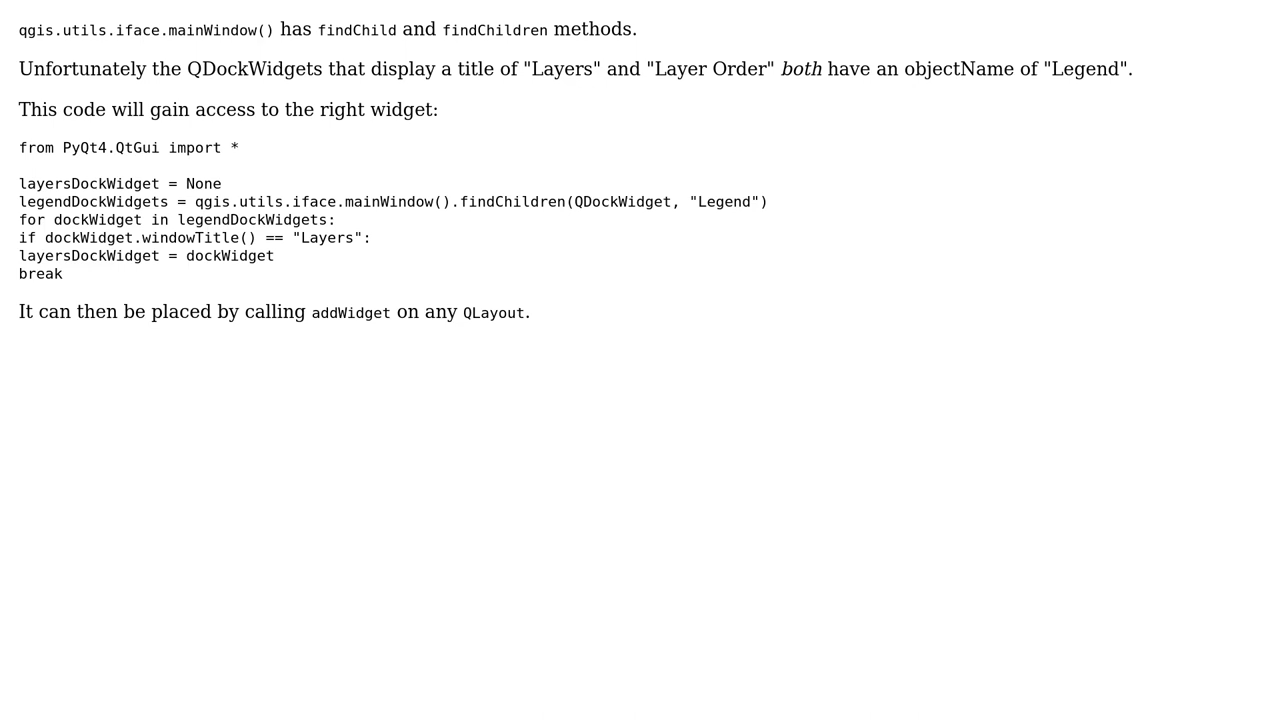 qgis.utils.iface.mainWindow() has findChild and findChildren methods.
Unfortunately the QDockWidgets that display a title of "Layers" and "Layer Order" both have an objectName of "Legend".
This code will gain access to the right widget:
from PyQt4.QtGui import *
layersDockWidget = None
legendDockWidgets = qgis.utils.iface.mainWindow().findChildren(QDockWidget, "Legend")
for dockWidget in legendDockWidgets:
if dockWidget.windowTitle() == "Layers":
layersDockWidget = dockWidget
break
It can then be placed by calling addWidget on any QLayout.